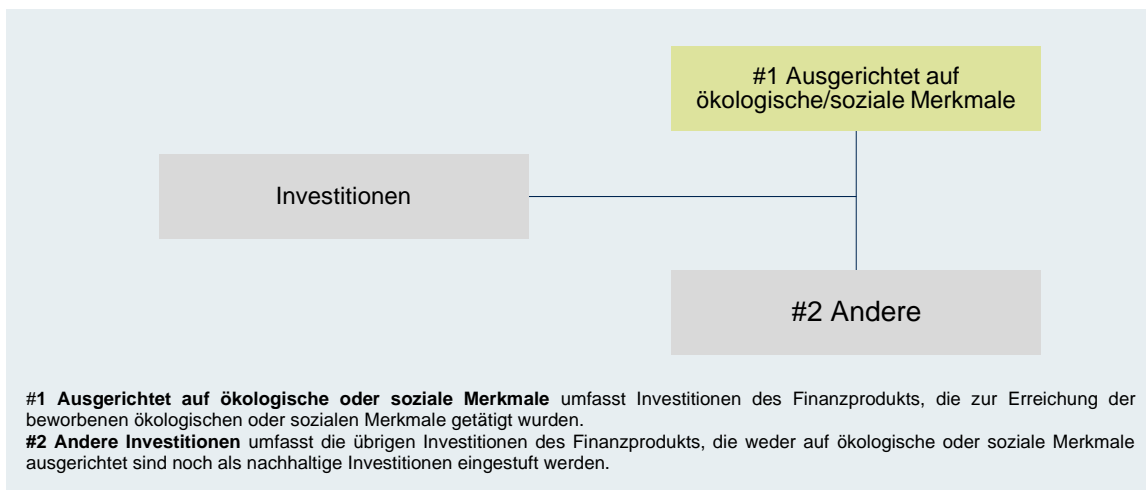 #1 Ausgerichtet auf
ökologische/soziale Merkmale
Investitionen
#2 Andere
#1 Ausgerichtet auf ökologische oder soziale Merkmale umfasst Investitionen des Finanzprodukts, die zur Erreichung der
beworbenen ökologischen oder sozialen Merkmale getätigt wurden.
#2 Andere Investitionen umfasst die übrigen Investitionen des Finanzprodukts, die weder auf ökologische oder soziale Merkmale
ausgerichtet sind noch als nachhaltige Investitionen eingestuft werden.